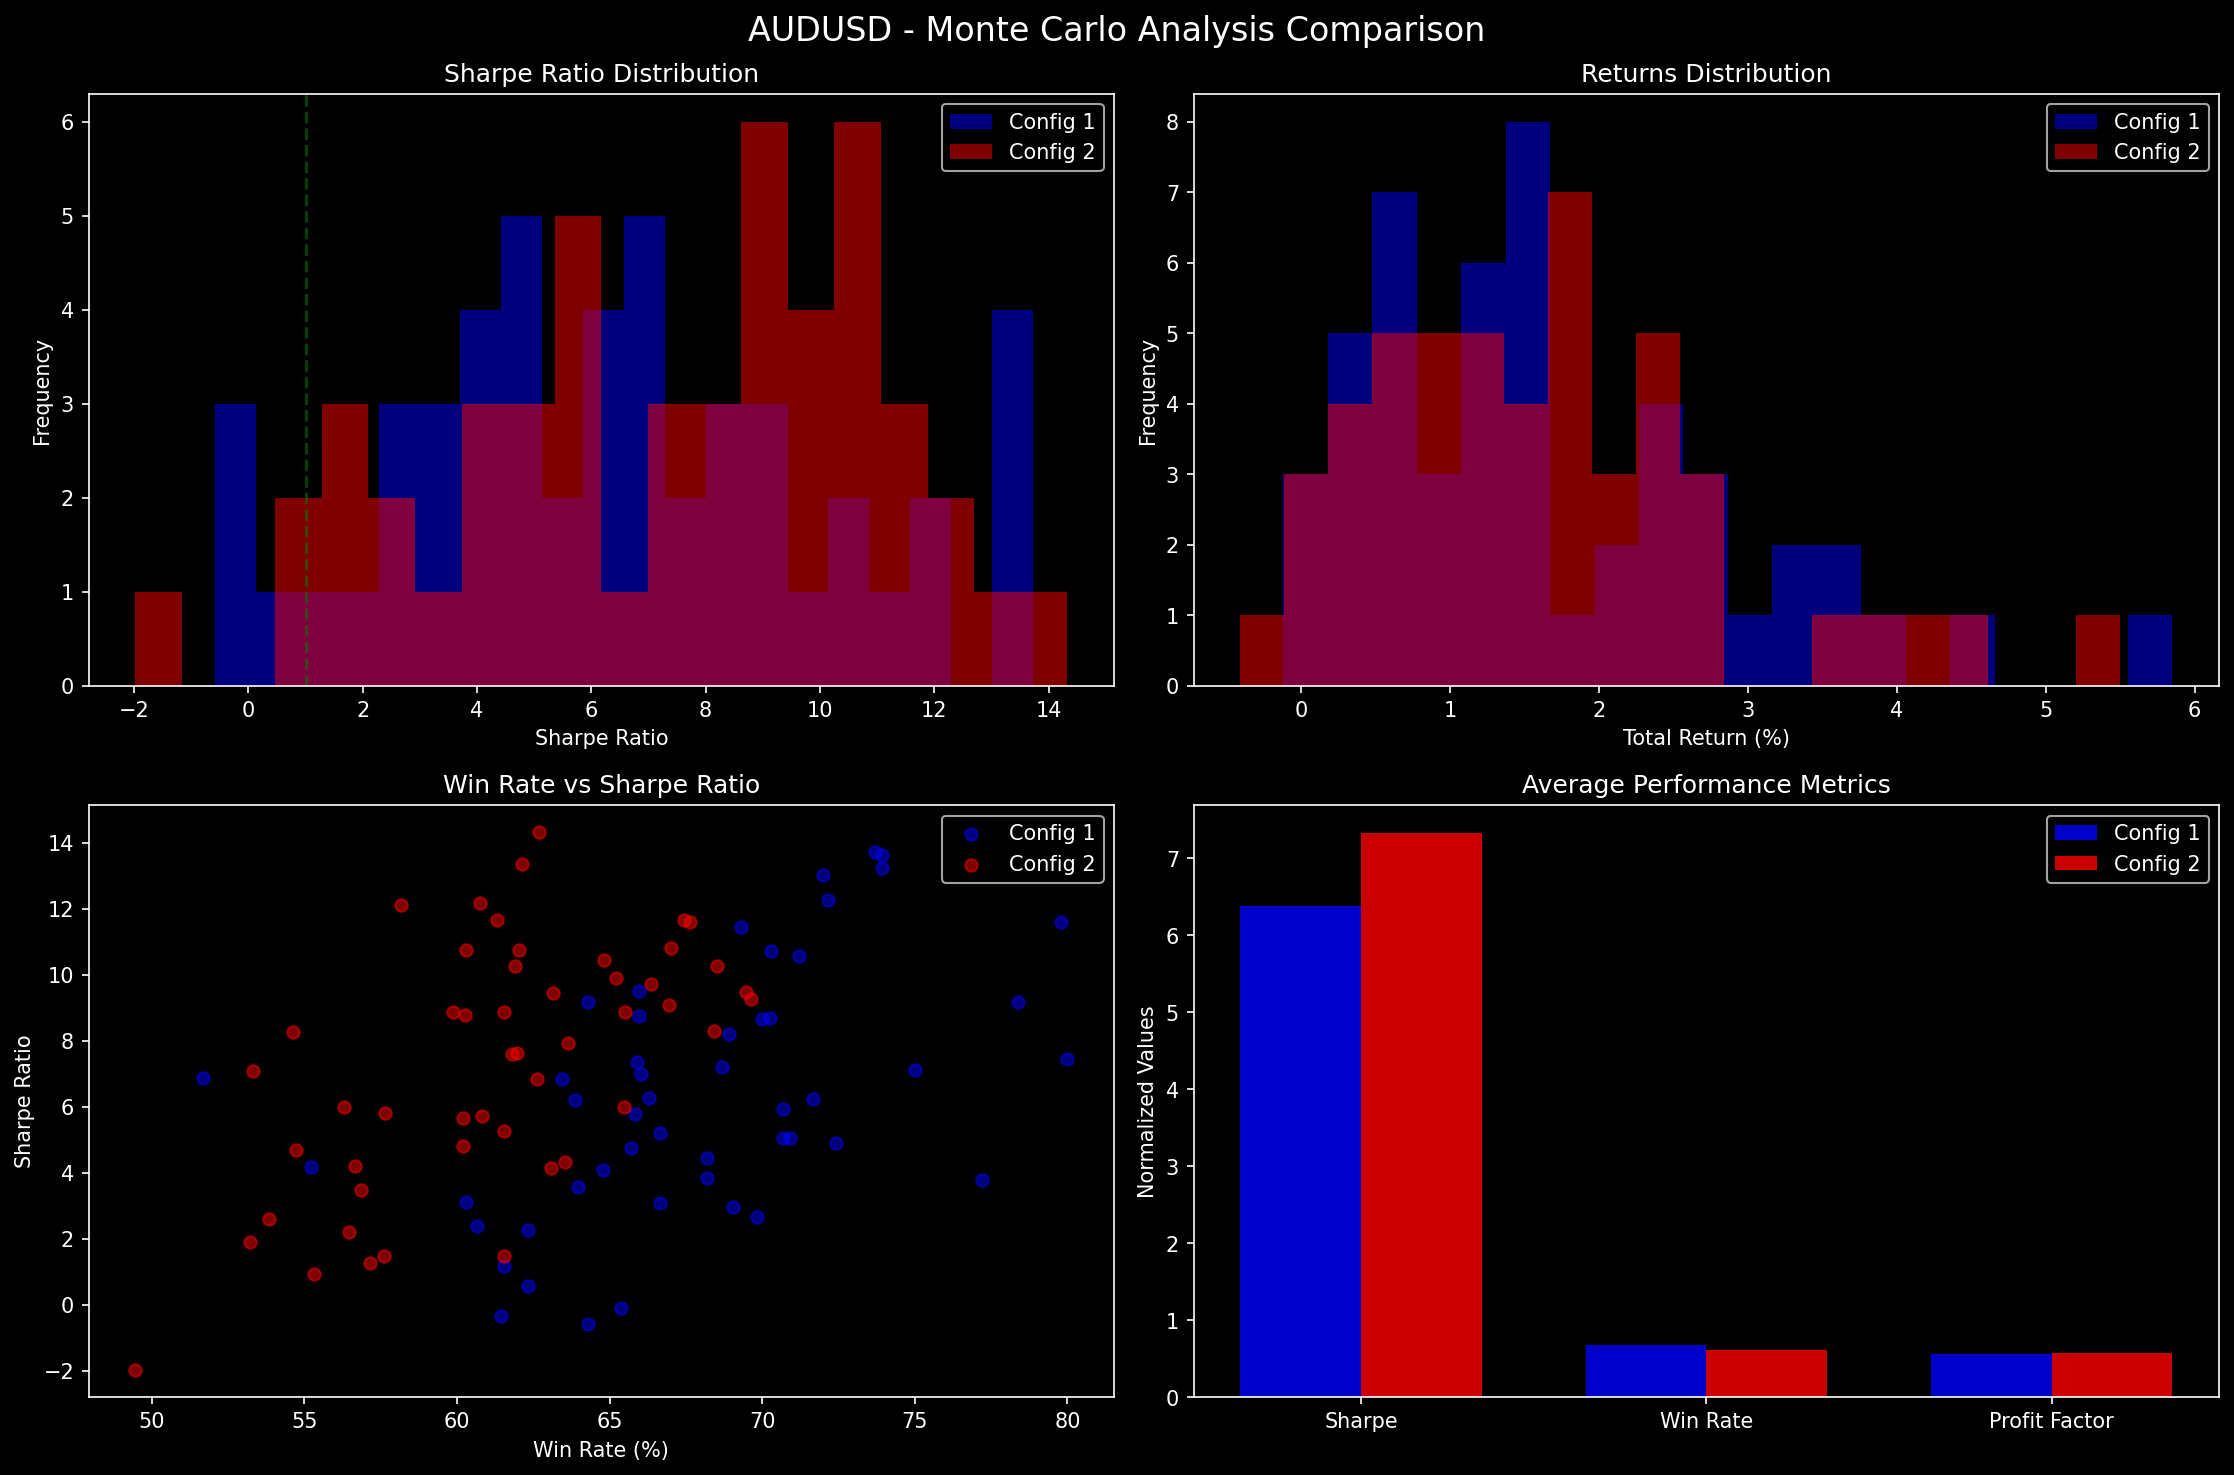 AUDUSD - Monte Carlo Analysis Comparison
Sharpe Ratio Distribution
Config 1
Config 2
Frequency
6
5
4
3
2
1
0
−2 0 2 4 6 8 10 12 14
Sharpe Ratio
Returns Distribution
Config 1
Config 2
Frequency
8
7
6
5
4
3
2
1
0
0 1 2 3 4 5 6
Total Return (%)
Win Rate vs Sharpe Ratio
Config 1
Config 2
Sharpe Ratio
14
12
10
8
6
4
2
0
−2
50 55 60 65 70 75 80
Win Rate (%)
Average Performance Metrics
Config 1
Config 2
Normalized Values
7
6
5
4
3
2
1
0
Sharpe Win Rate Profit Factor